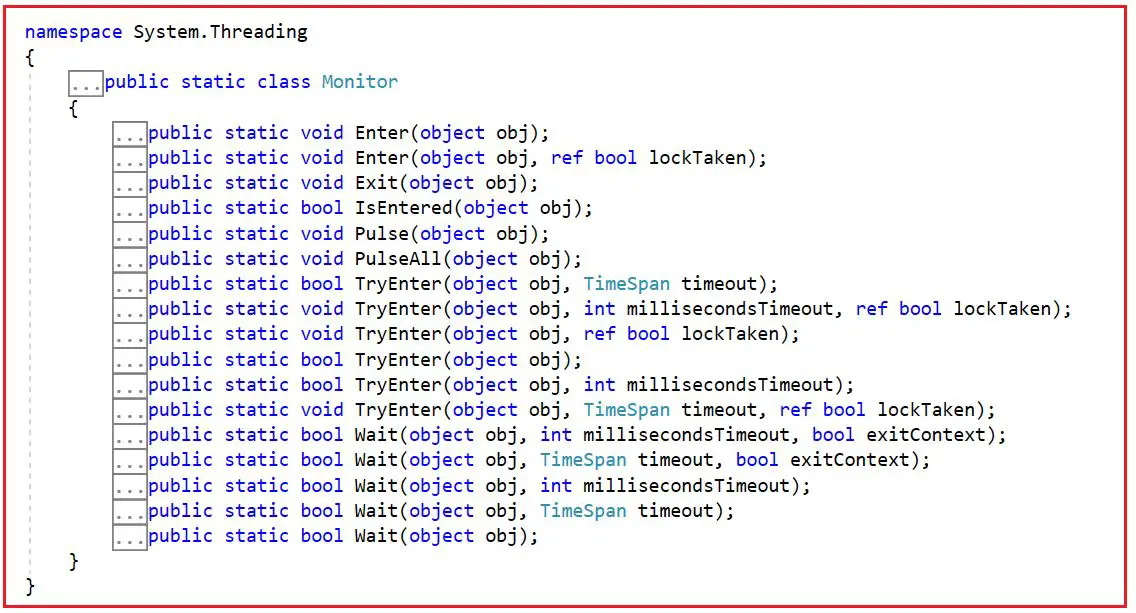 namespace System.Threading
{
...public static class Monitor
{
...public static void Enter(object obj);
...public static void Enter(object obj, ref bool lockTaken);
...public static void Exit(object obj);
...public static bool IsEntered(object obj);
...public static void Pulse(object obj);
...public static void PulseAll(object obj);
...public static bool TryEnter(object obj, TimeSpan timeout);
...public static void TryEnter(object obj, int millisecondsTimeout, ref bool lockTaken);
...public static void TryEnter(object obj, ref bool lockTaken);
...public static bool TryEnter(object obj);
...public static bool TryEnter(object obj, int millisecondsTimeout);
...public static void TryEnter(object obj, TimeSpan timeout, ref bool lockTaken);
...public static bool Wait(object obj, int millisecondsTimeout, bool exitContext);
...public static bool Wait(object obj, TimeSpan timeout, bool exitContext);
...public static bool Wait(object obj, int millisecondsTimeout);
...public static bool Wait(object obj, TimeSpan timeout);
...public static bool Wait(object obj);
}
}